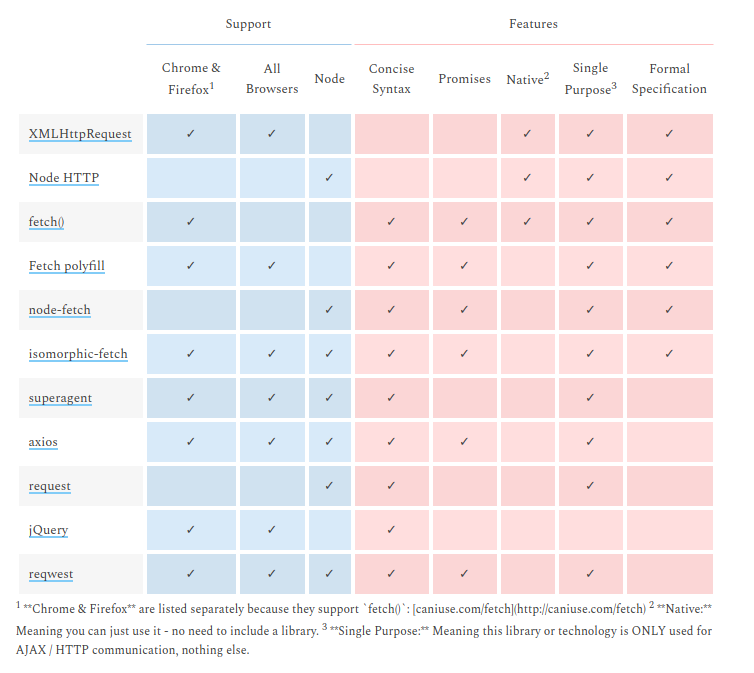 Support Features
Chrome & Firefox¹ All Browsers Node Concise Syntax Promises Native² Single Purpose³ Formal Specification
XMLHttpRequest ✓ ✓ ✓ ✓ ✓
Node HTTP ✓ ✓ ✓ ✓
fetch() ✓ ✓ ✓ ✓ ✓ ✓
Fetch polyfill ✓ ✓ ✓ ✓ ✓ ✓
node-fetch ✓ ✓ ✓ ✓ ✓
isomorphic-fetch ✓ ✓ ✓ ✓ ✓ ✓ ✓
superagent ✓ ✓ ✓ ✓ ✓
axios ✓ ✓ ✓ ✓ ✓ ✓
request ✓ ✓ ✓
jQuery ✓ ✓ ✓
reqwest ✓ ✓ ✓ ✓ ✓ ✓
¹ **Chrome & Firefox** are listed separately because they support `fetch()`: [caniuse.com/fetch](http://caniuse.com/fetch) ² **Native:**
Meaning you can just use it - no need to include a library. ³ **Single Purpose:** Meaning this library or technology is ONLY used for
AJAX / HTTP communication, nothing else.